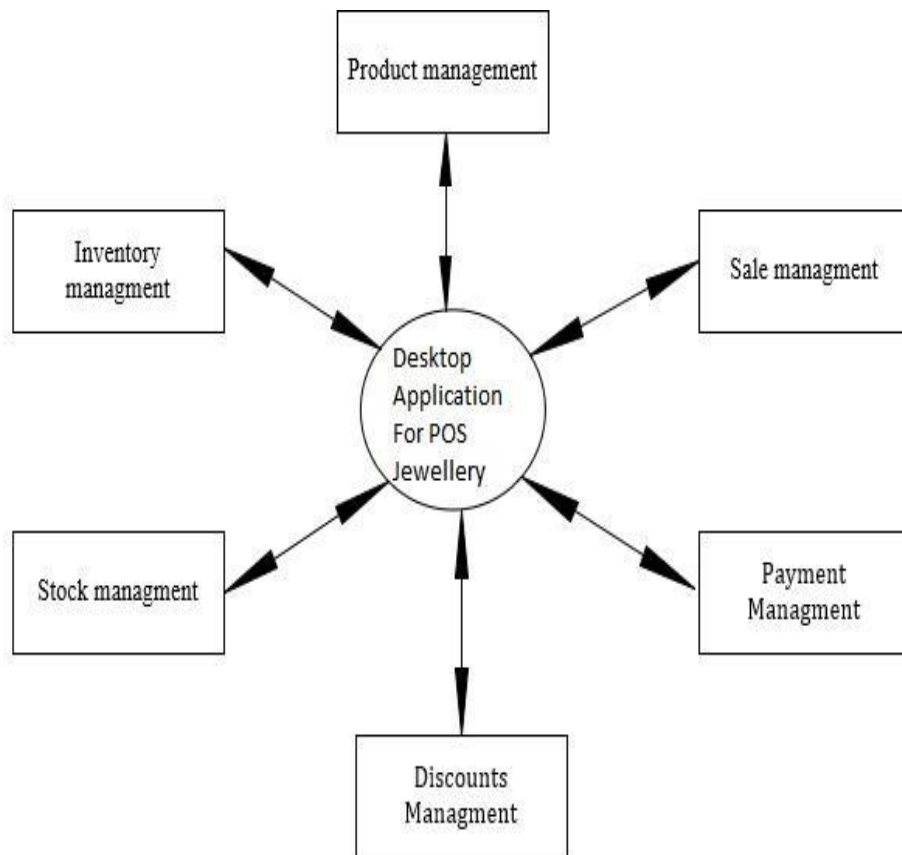 Product management
Inventory
managment
Sale managment
Desktop
Application
For POS
Jewellery
Stock managment
Payment
Managment
Discounts
Managment